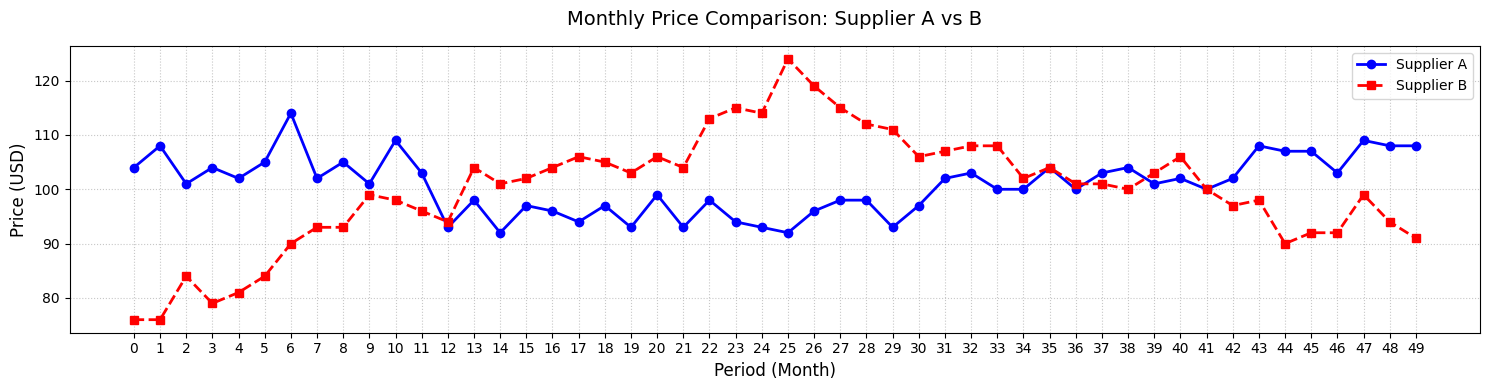 Monthly Price Comparison: Supplier A vs B
Price (USD)
120
110
100
90
80
Supplier A
Supplier B
0 1 2 3 4 5 6 7 8 9 10 11 12 13 14 15 16 17 18 19 20 21 22 23 24 25 26 27 28 29 30 31 32 33 34 35 36 37 38 39 40 41 42 43 44 45 46 47 48 49
Period (Month)